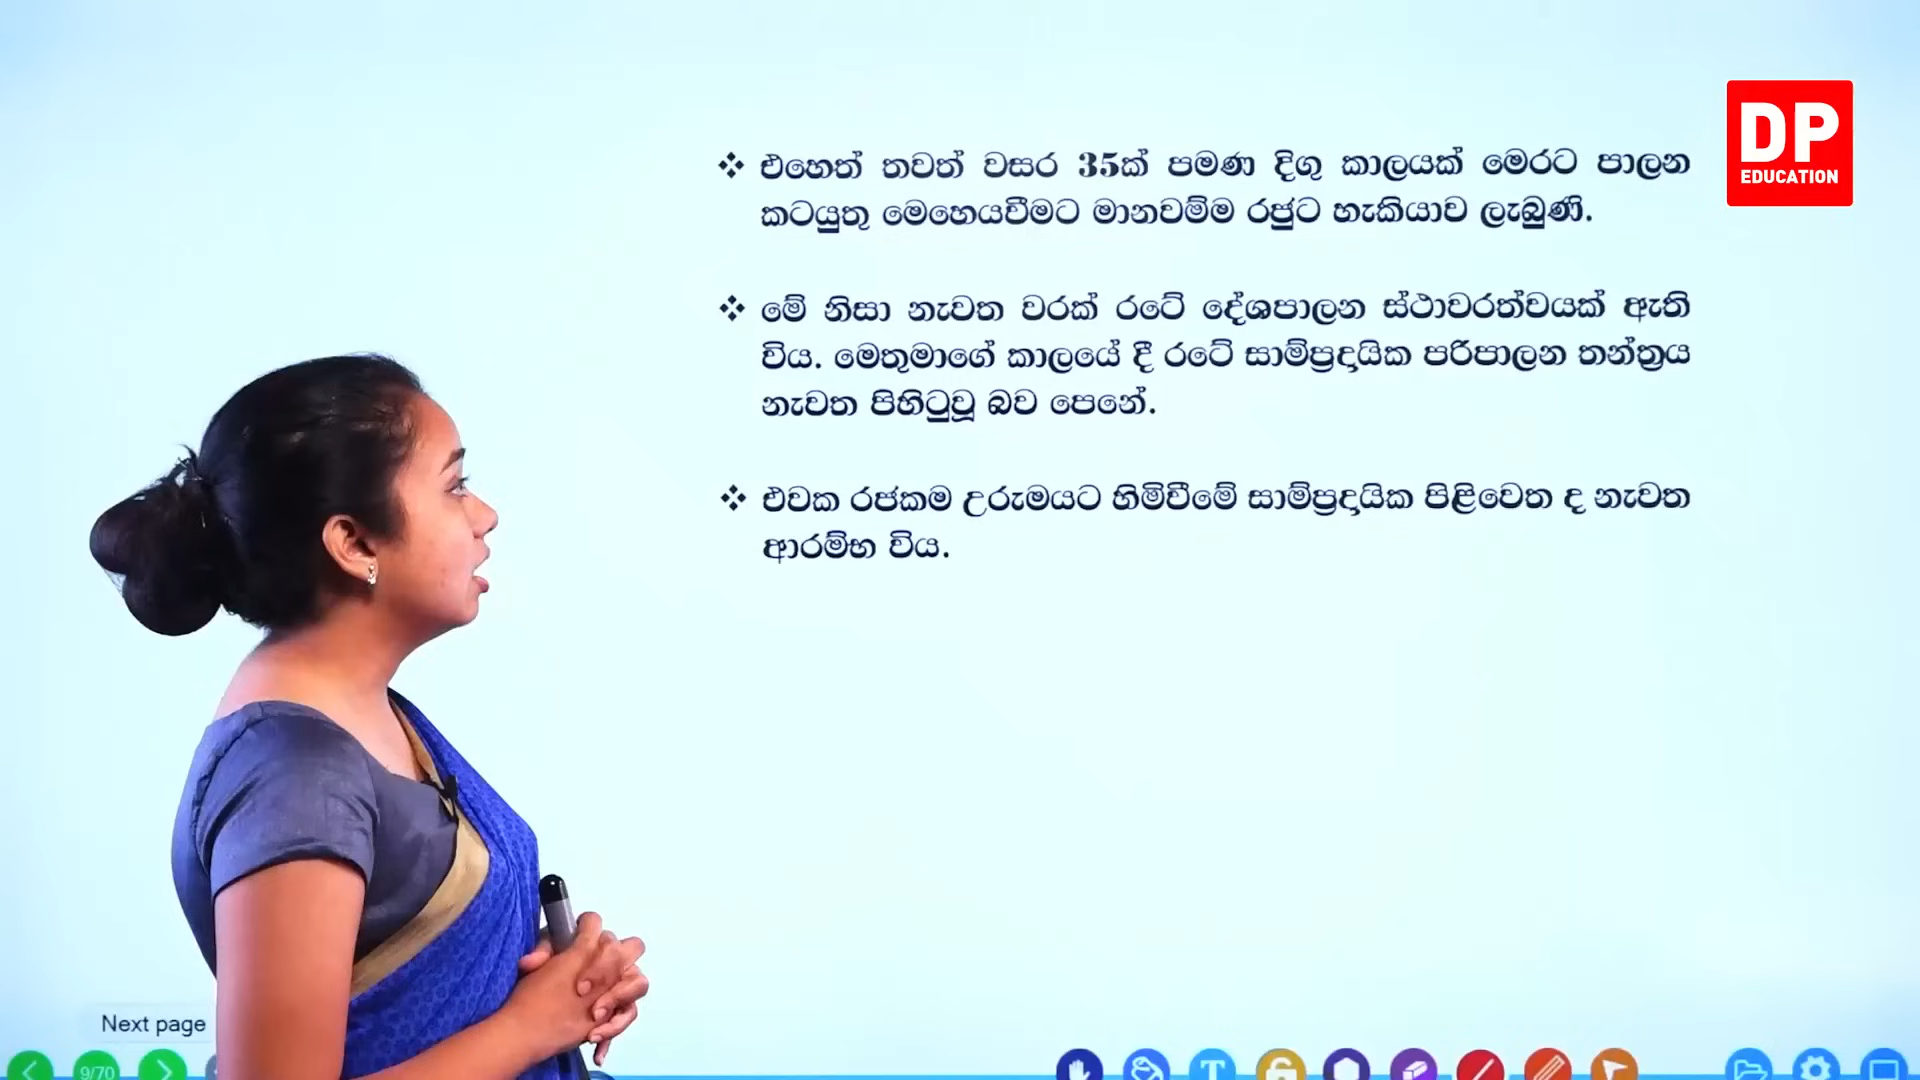 DP
EDUCATION
❖ එහෙත් තවත් වසර 35ක් පමණ දිගු කාලයක් මෙරට පාලන
කටයුතු මෙහෙයවීමට මානවම්ම රජුට හැකියාව ලැබුණි.
❖ මේ නිසා නැවත වරක් රටේ දේශපාලන ස්ථාවරත්වයක් ඇති
විය. මෙතුමාගේ කාලයේ දී රටේ සාම්ප්‍රදායික පරිපාලන තන්ත්‍රය
නැවත පිහිටුවූ බව පෙනේ.
❖ එවක රජකම උරුමයට හිමිවීමේ සාම්ප්‍රදායික පිළිවෙත ද නැවත
ආරම්භ විය.
Next page
9/70